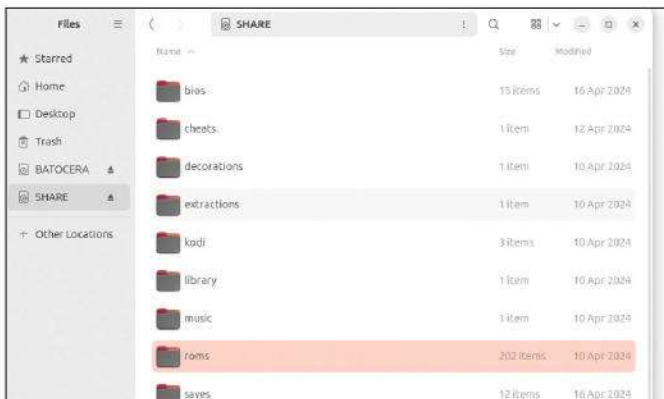 Files
SHARE
Starred
Home
Desktop
Trash
BATOCERA
SHARE
+ Other Locations
Name Size Modified
bios 15 items 16 Apr 2024
cheats 1 item 12 Apr 2024
decorations 1 item 10 Apr 2024
extractions 1 item 10 Apr 2024
kodi 3 items 10 Apr 2024
library 1 item 10 Apr 2024
music 1 item 10 Apr 2024
roms 202 items 10 Apr 2024
saves 12 items 16 Apr 2024